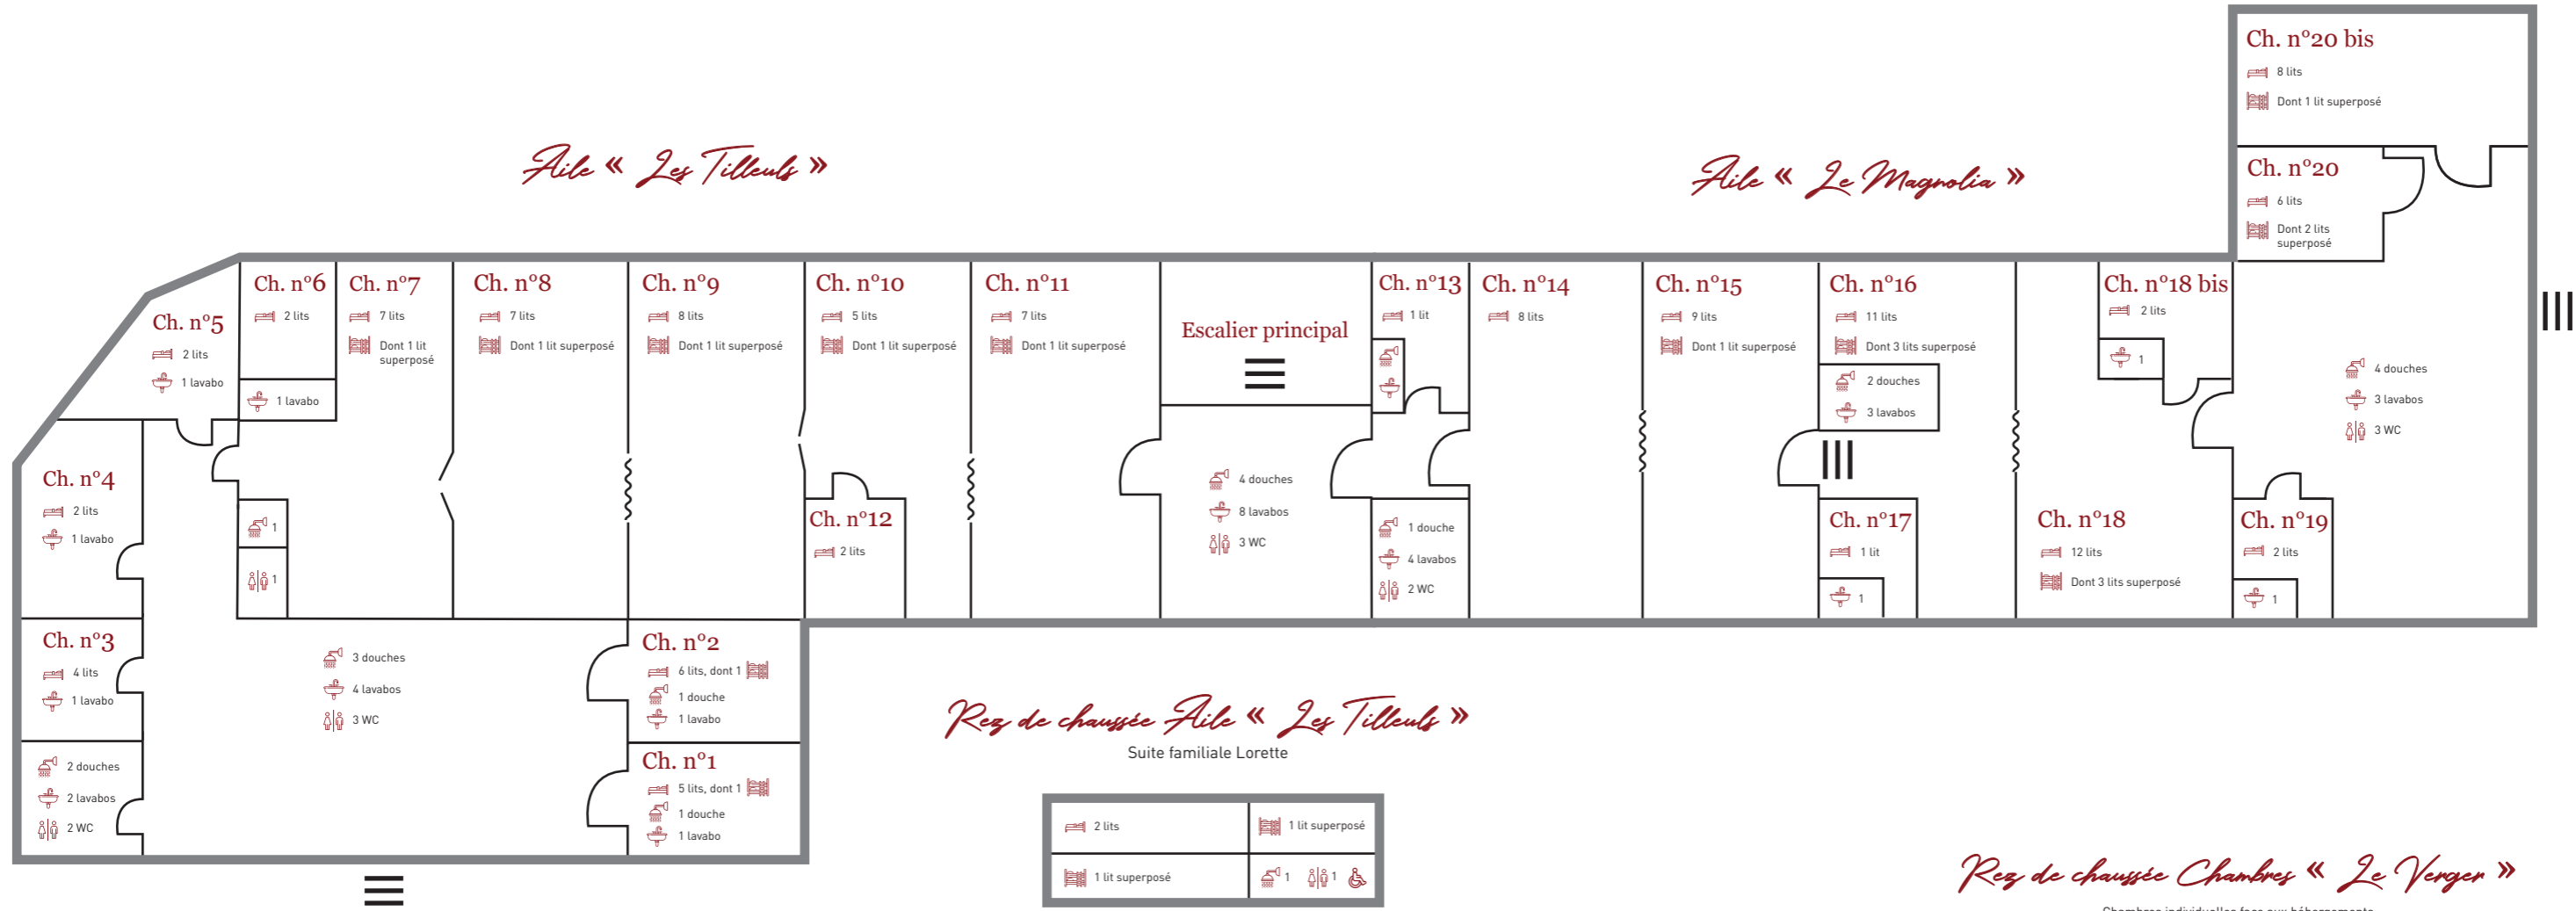 Ch. n°20 bis
8 lits
Dont 1 lit superposé
Aile « Les Tilleuls »
Aile « Le Magnolia »
Ch. n°20
6 lits
Dont 2 lits
superposé
Ch. n°5
2 lits
1 lavabo
Ch. n°6
2 lits
1 lavabo
Ch. n°7
7 lits
Dont 1 lit
superposé
Ch. n°8
7 lits
Dont 1 lit superposé
Ch. n°9
8 lits
Dont 1 lit superposé
Ch. n°10
5 lits
Dont 1 lit superposé
Ch. n°11
7 lits
Dont 1 lit superposé
Escalier principal
Ch. n°13
1 lit
Ch. n°14
8 lits
Ch. n°15
9 lits
Dont 1 lit superposé
Ch. n°16
11 lits
Dont 3 lits superposé
2 douches
3 lavabos
Ch. n°18 bis
2 lits
1
4 douches
3 lavabos
3 WC
Ch. n°4
2 lits
1 lavabo
1
1
Ch. n°12
2 lits
4 douches
8 lavabos
3 WC
1 douche
4 lavabos
2 WC
Ch. n°17
1 lit
1
Ch. n°18
12 lits
Dont 3 lits superposé
Ch. n°19
2 lits
1
Ch. n°3
4 lits
1 lavabo
3 douches
4 lavabos
3 WC
Ch. n°2
6 lits, dont 1
1 douche
1 lavabo
2 douches
2 lavabos
2 WC
Ch. n°1
5 lits, dont 1
1 douche
1 lavabo
Rez de chaussée Aile « Les Tilleuls »
Suite familiale Lorette
2 lits
1 lit superposé
1 lit superposé
1
1
Rez de chaussée Chambres « Le Verger »
Chambres individuelles face aux hébergements